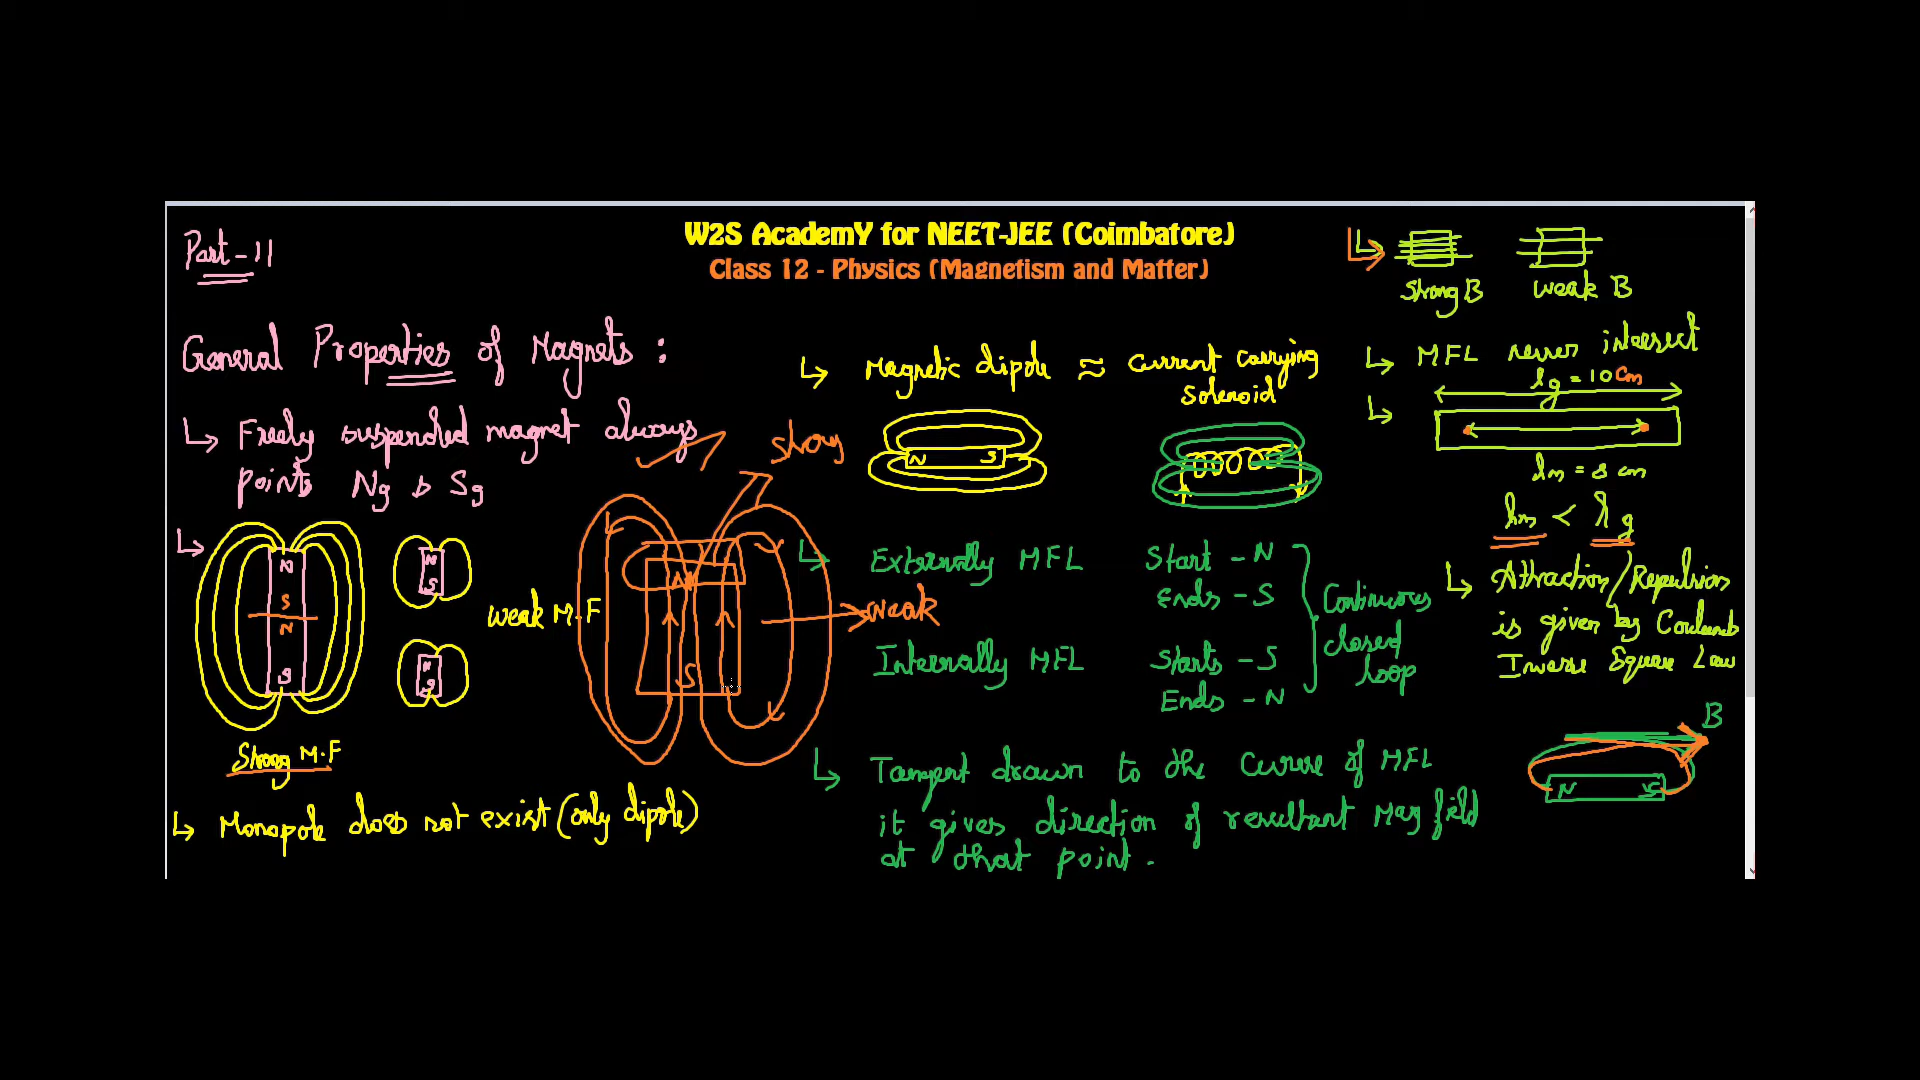 Part-11
W2S AcademY for NEET-JEE (Coimbatore)
Class 12 - Physics (Magnetism and Matter)
General Properties of Magnets :
Freely suspended magnet always
points Ng & Sg
N
S
N
S
Strong M.F
N
S
N
S
Weak M.F
Monopole does not exist (only dipole)
strong
N
S
weak
Magnetic dipole ≈ Current Carrying
Solenoid
N S
Externally MFL Start - N
Ends - S
Internally MFL Starts - S
Ends - N
Continuous
closed
loop
Tangent drawn to the Curve of MFL
it gives direction of resultant Mag field
at that point.
Strong B Weak B
MFL never intersect
lg = 10 cm
lm = 8 cm
lm < lg
Attraction/Repulsion
is given by Coulomb
Inverse Square Law
B
N S